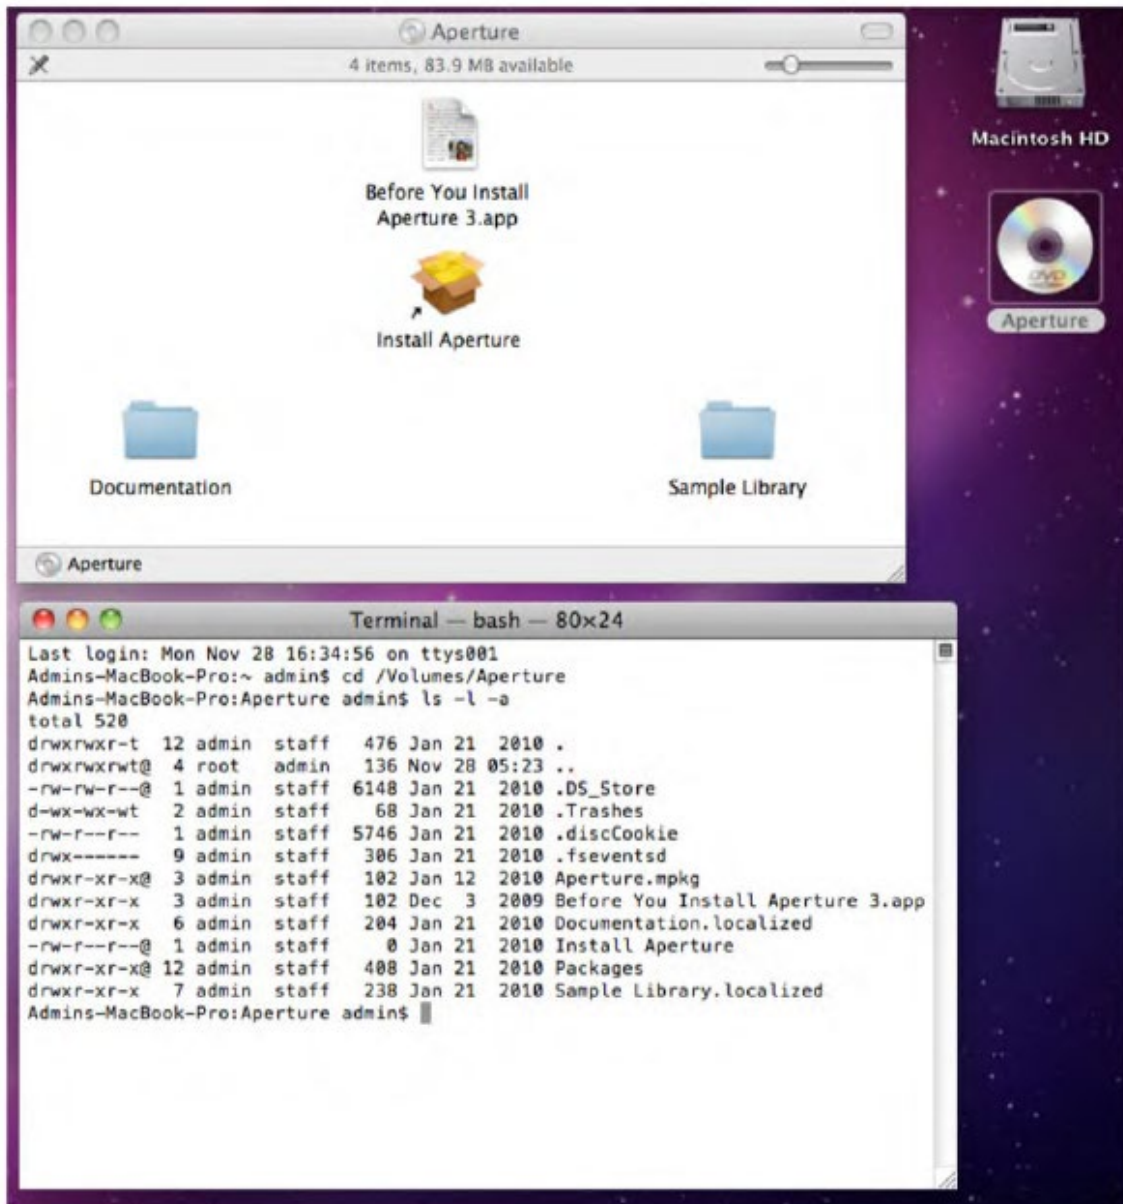 Aperture
4 items, 83.9 MB available
Macintosh HD
Before You Install
Aperture 3.app
DVD
Aperture
Install Aperture
Documentation
Sample Library
Aperture
Terminal — bash — 80×24
Last login: Mon Nov 28 16:34:56 on ttys001
Admins-MacBook-Pro:~ admin$ cd /Volumes/Aperture
Admins-MacBook-Pro:Aperture admin$ ls -l -a
total 520
drwxrwxr-t  12 admin  staff   476 Jan 21  2010 .
drwxrwxrwt@  4 root   admin   136 Nov 28 05:23 ..
-rw-rw-r--@  1 admin  staff  6148 Jan 21  2010 .DS_Store
d-wx-wx-wt   2 admin  staff    68 Jan 21  2010 .Trashes
-rw-r--r--   1 admin  staff  5746 Jan 21  2010 .discCookie
drwx------   9 admin  staff   306 Jan 21  2010 .fseventsd
drwxr-xr-x@  3 admin  staff   102 Jan 12  2010 Aperture.mpkg
drwxr-xr-x   3 admin  staff   102 Dec  3  2009 Before You Install Aperture 3.app
drwxr-xr-x   6 admin  staff   204 Jan 21  2010 Documentation.localized
-rw-r--r--@  1 admin  staff     0 Jan 21  2010 Install Aperture
drwxr-xr-x@ 12 admin  staff   408 Jan 21  2010 Packages
drwxr-xr-x   7 admin  staff   238 Jan 21  2010 Sample Library.localized
Admins-MacBook-Pro:Aperture admin$